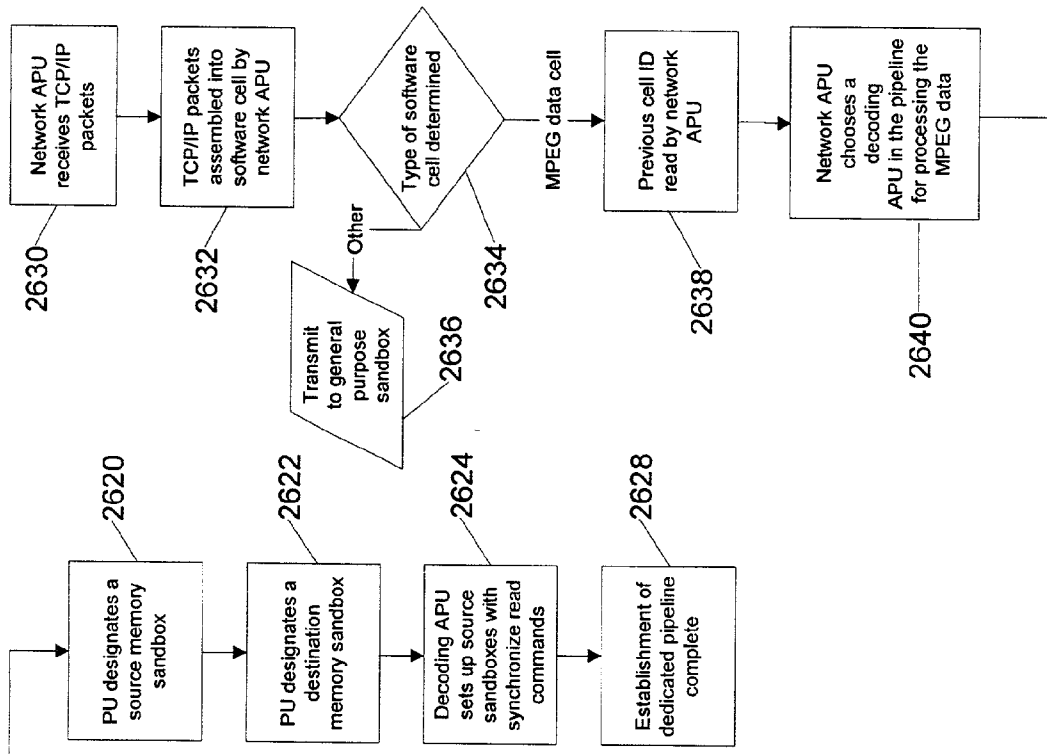 PU designates a
source memory
sandbox
2620
PU designates a
destination
memory sandbox
2622
Decoding APU
sets up source
sandboxes with
synchronize read
commands
2624
Establishment of
dedicated pipeline
complete
2628
Network APU
receives TCP/IP
packets
2630
TCP/IP packets
assembled into
software cell by
network APU
2632
Type of software
cell determined
2634
Other
Transmit
to general
purpose
sandbox
2636
MPEG data cell
Previous cell ID
read by network
APU
2638
Network APU
chooses a
decoding
APU in the pipeline
for processing the
MPEG data
2640